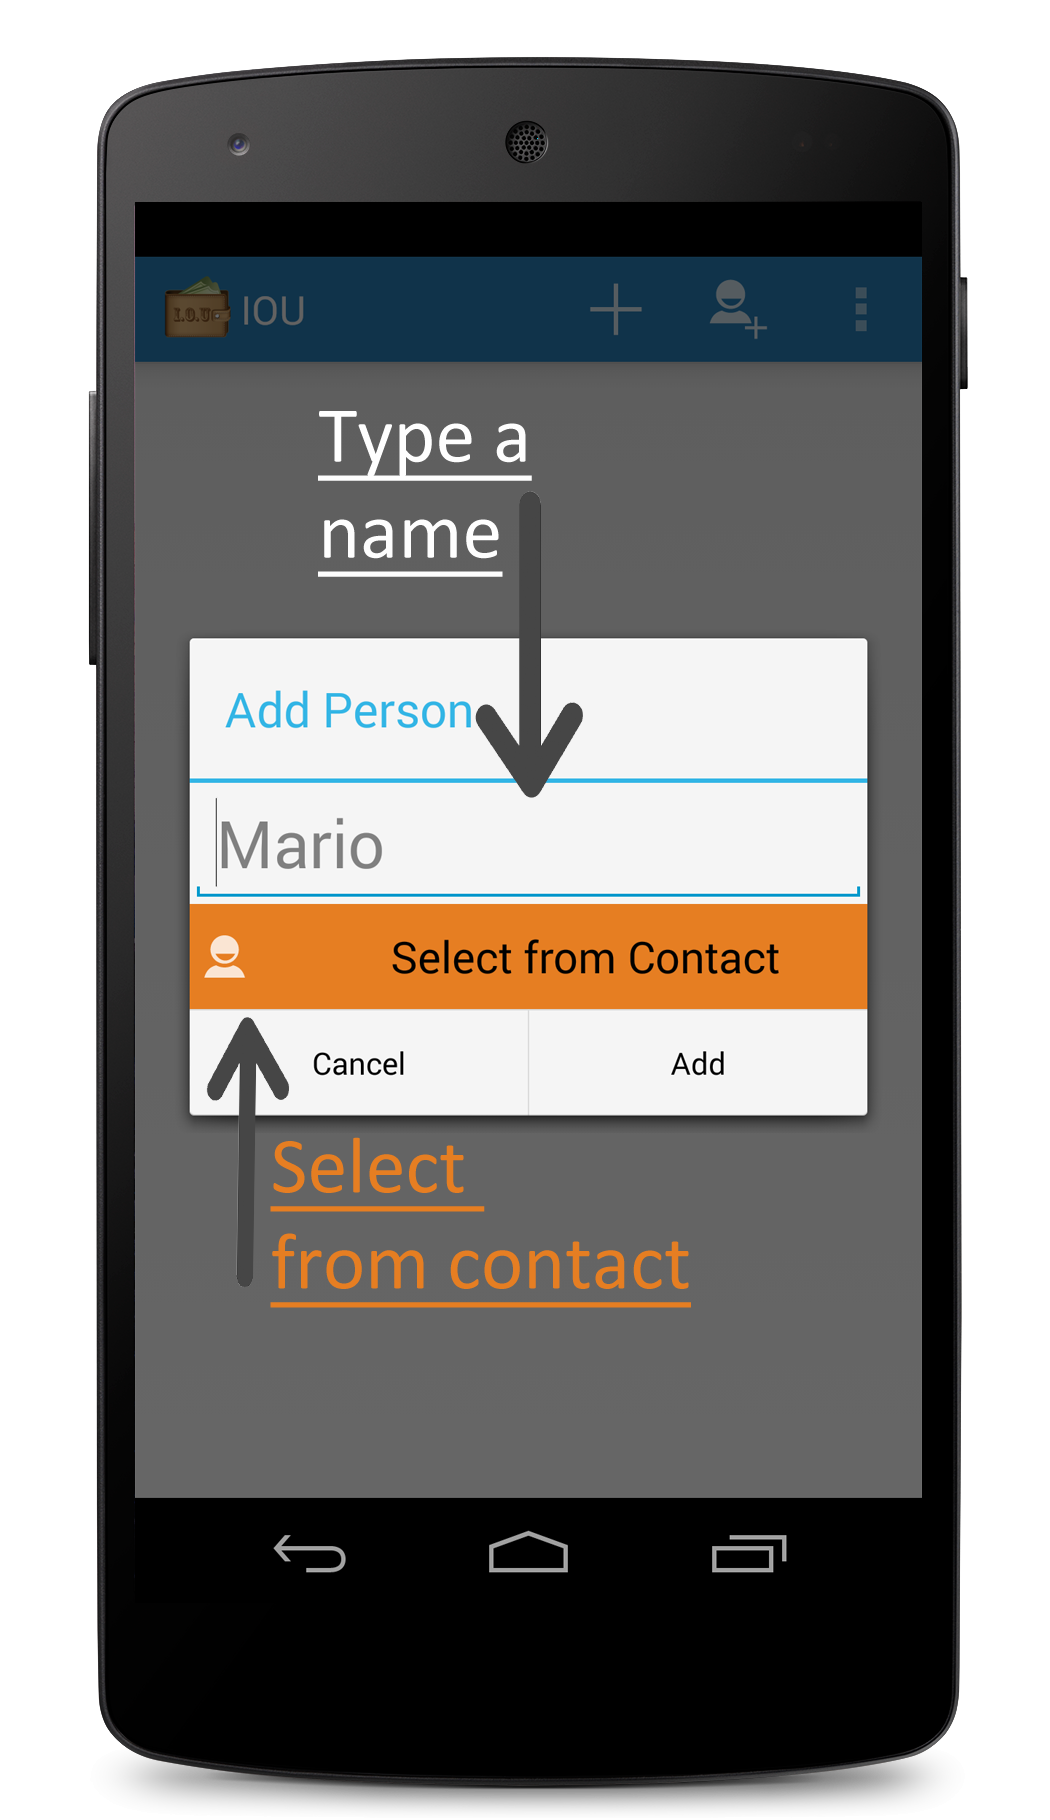 I.O.U
IOU
Type a
name
Add Person
Mario
Select from Contact
Cancel
Add
Select
from contact